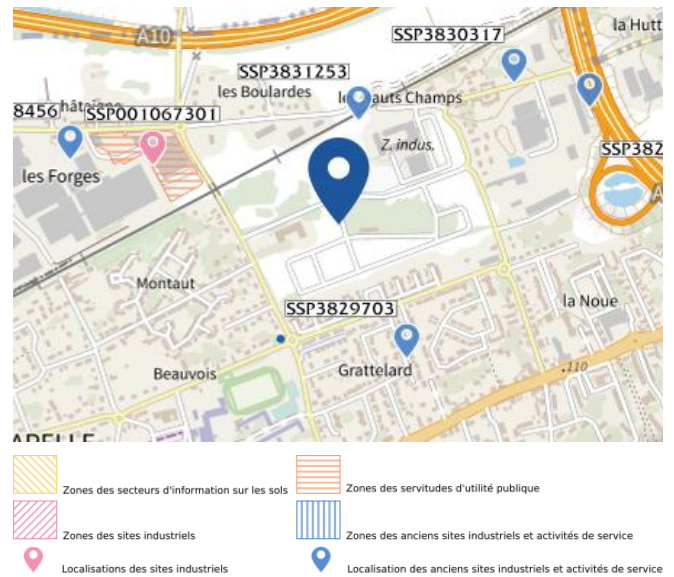 A10
la Hutt
SSP3830317
SSP3831253
les Boulardes
Hauts Champs
8456
SSP001067301
Z. indus.
SSP382
les Forges
Montaut
SSP3829703
la Noue
Beauvois
Grattelard
.110
Zones des secteurs d'information sur les sols
Zones des servitudes d'utilité publique
Zones des sites industriels
Zones des anciens sites industriels et activités de service
Localisations des sites industriels
Localisation des anciens sites industriels et activités de service